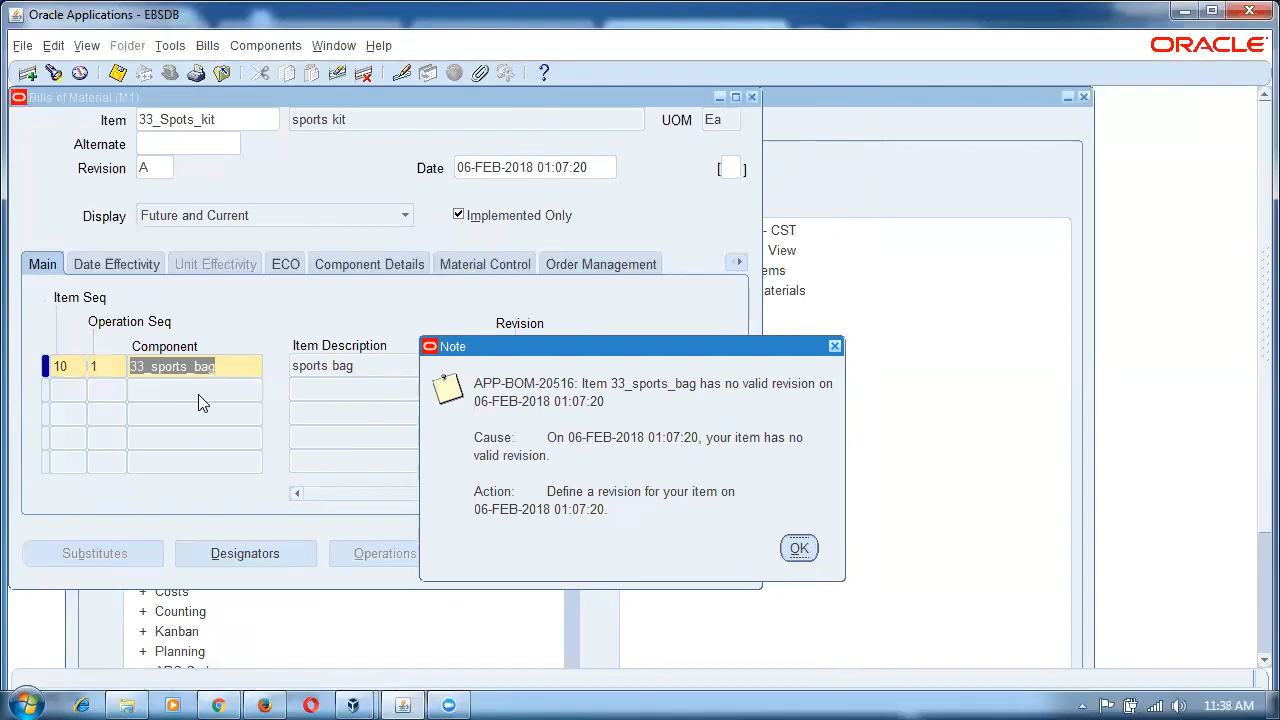 Oracle Applications - EBSDB
File Edit View Folder Tools Bills Components Window Help
ORACLE
Bills of Material (M1)
Item 33_Spots_kit sports kit UOM Ea
Alternate
Revision A Date 06-FEB-2018 01:07:20 [ ]
Display Future and Current Implemented Only
Main Date Effectivity Unit Effectivity ECO Component Details Material Control Order Management
Item Seq
Operation Seq
Revision
Component Item Description
10 1 33_sports_bag sports bag
Note
APP-BOM-20516: Item 33_sports_bag has no valid revision on
06-FEB-2018 01:07:20
Cause: On 06-FEB-2018 01:07:20, your item has no
valid revision.
Action: Define a revision for your item on
06-FEB-2018 01:07:20.
OK
Substitutes Designators Operations
- CST
View
ems
aterials
Costs
+ Counting
+ Kanban
+ Planning
11:38 AM